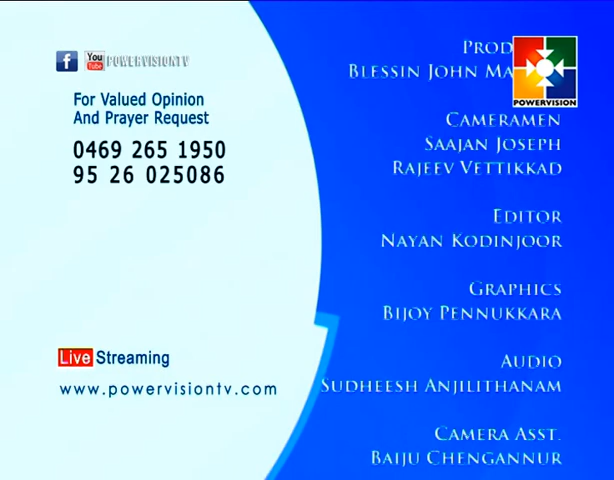 POWERVISIONTV
You
Tube
For Valued Opinion
And Prayer Request
0469 265 1950
95 26 025086
Live Streaming
www.powervisiontv.com
POWERVISION
BLESSIN JOHN
CAMERAMEN
SAAJAN JOSEPH
RAJEEV VETTIKKAD
EDITOR
NAYAN KODINJOOR
GRAPHICS
BIJOY PENNUKKARA
AUDIO
SUDHEESH ANJILITHANAM
CAMERA ASST.
BAIJU CHENGANNUR